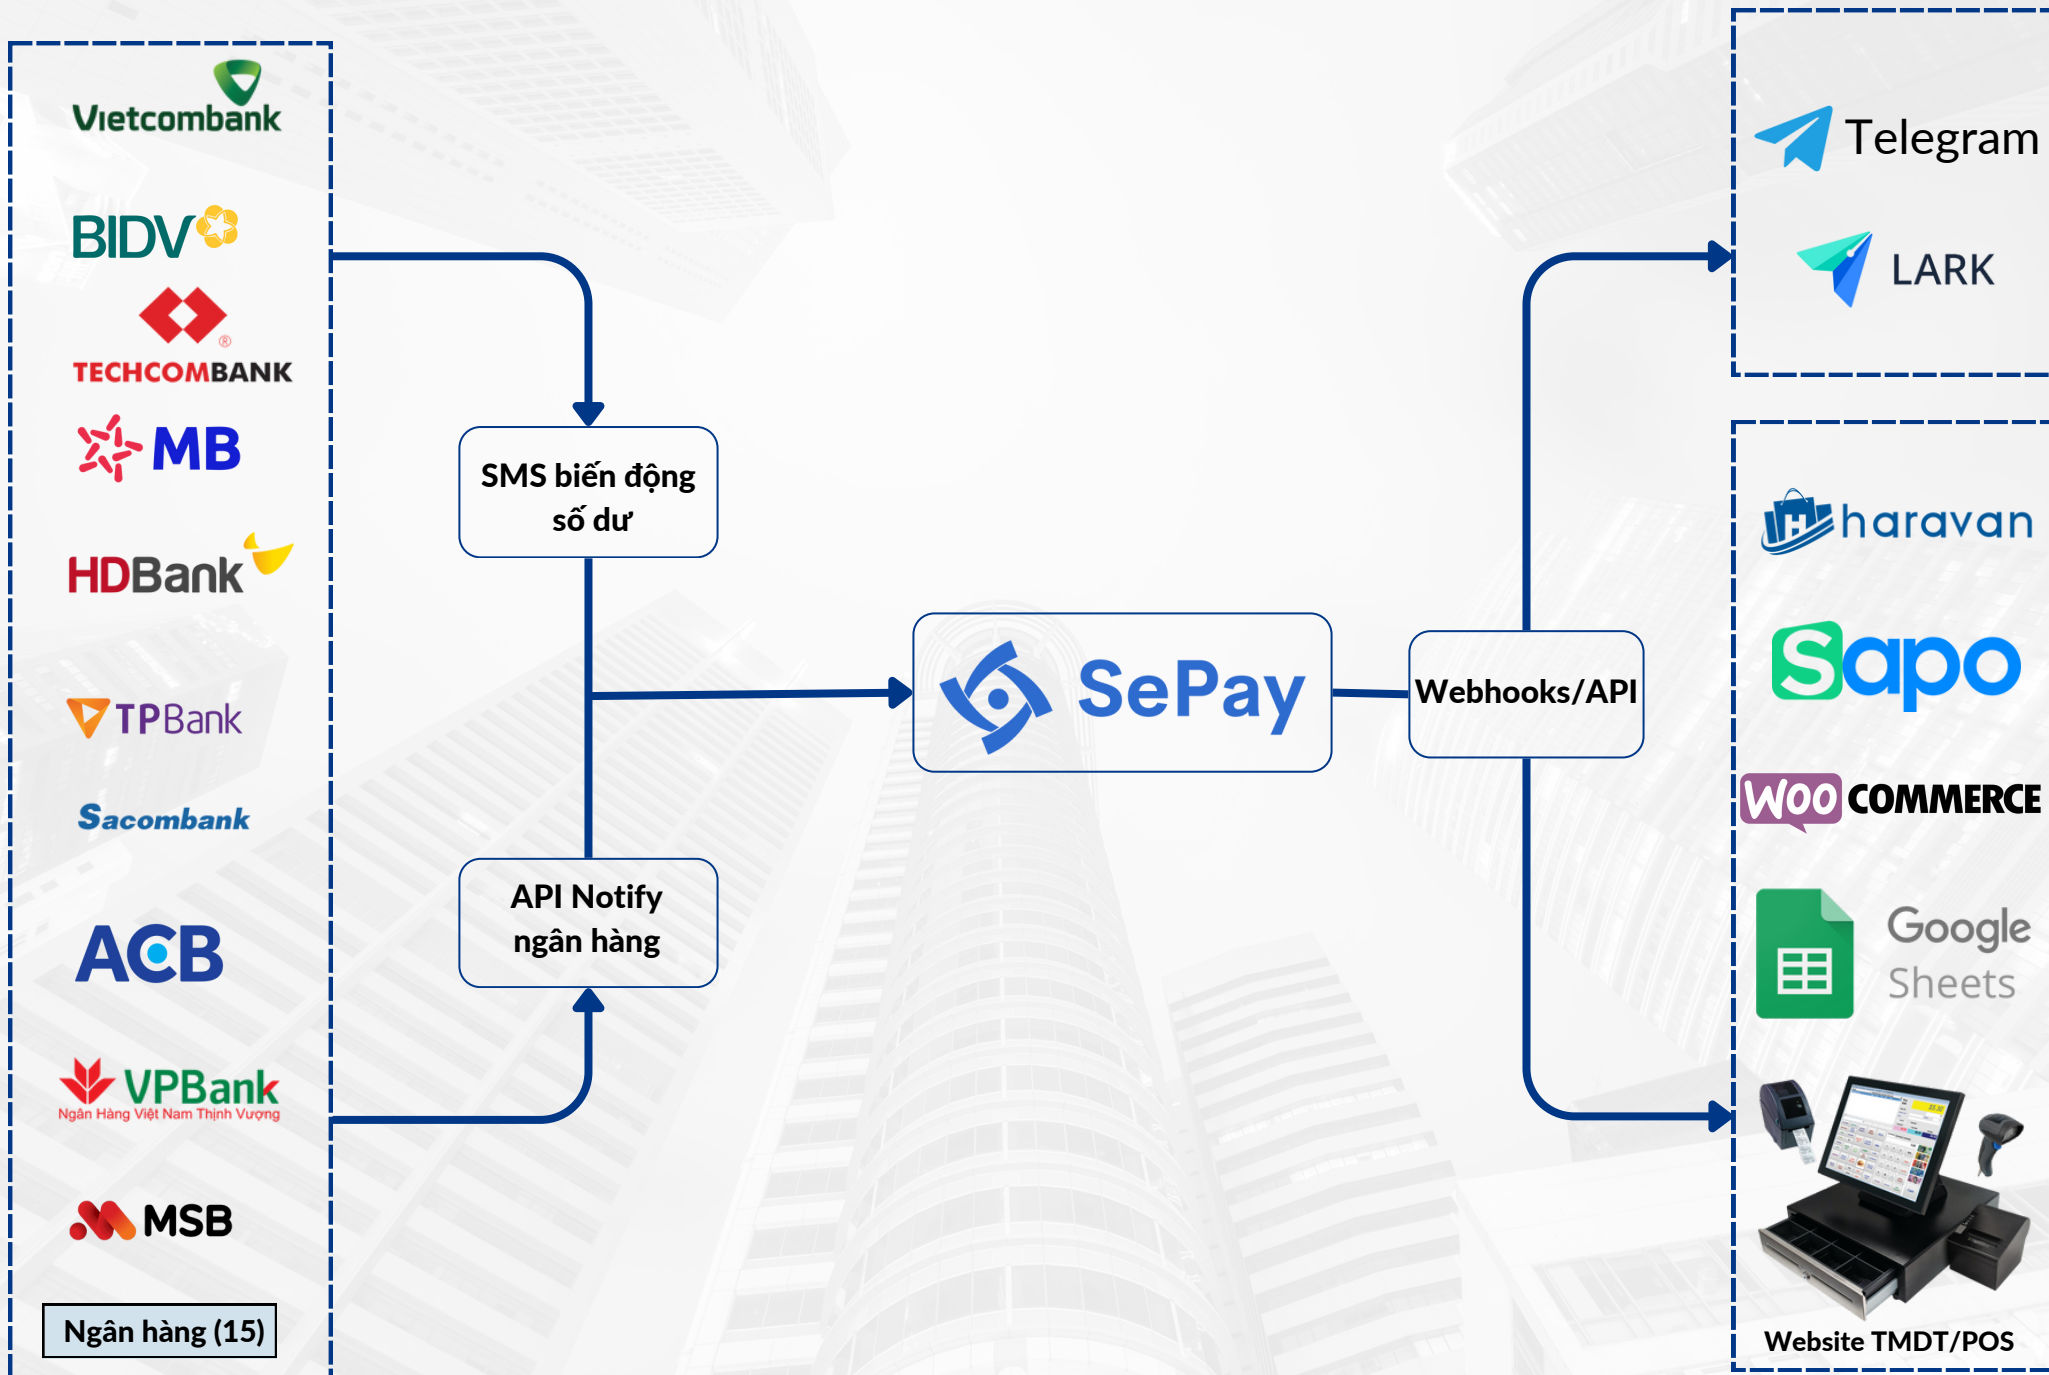 Vietcombank
BIDV
TECHCOMBANK
MB
HDBank
TPBank
Sacombank
ACB
VPBank
Ngân Hàng Việt Nam Thịnh Vượng
MSB
Ngân hàng (15)
SMS biến động
số dư
API Notify
ngân hàng
SePay
Webhooks/API
Telegram
LARK
haravan
Sapo
WOO COMMERCE
Google
Sheets
Website TMDT/POS